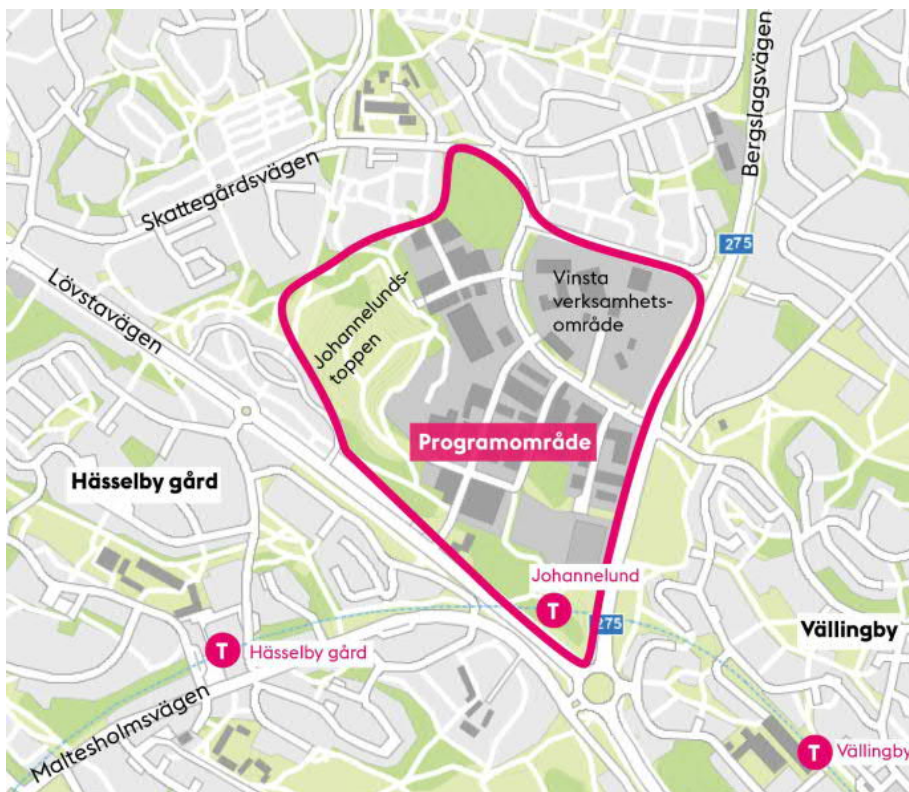 Skattegårdsvägen
Bergslagsvägen
275
Lövstavägen
Johannelunds-
toppen
Vinsta
verksamhets-
område
Programområde
Hässelby gård
Johannelund
T
275
Vällingby
T
Hässelby gård
Maltesholmsvägen
T
Vällingby